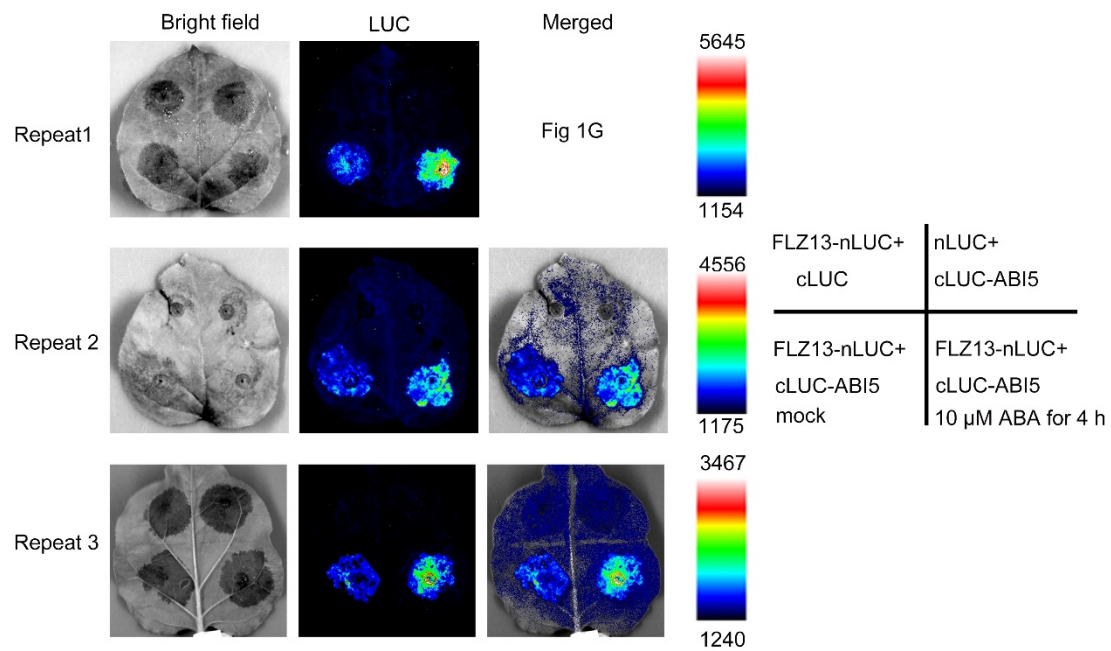 Bright field
LUC
Merged
5645
Repeat1
Fig 1G
1154
4556
FLZ13-nLUC+
cLUC
nLUC+
cLUC-ABI5
Repeat 2
FLZ13-nLUC+
cLUC-ABI5
mock
FLZ13-nLUC+
cLUC-ABI5
10 µM ABA for 4 h
1175
3467
Repeat 3
1240